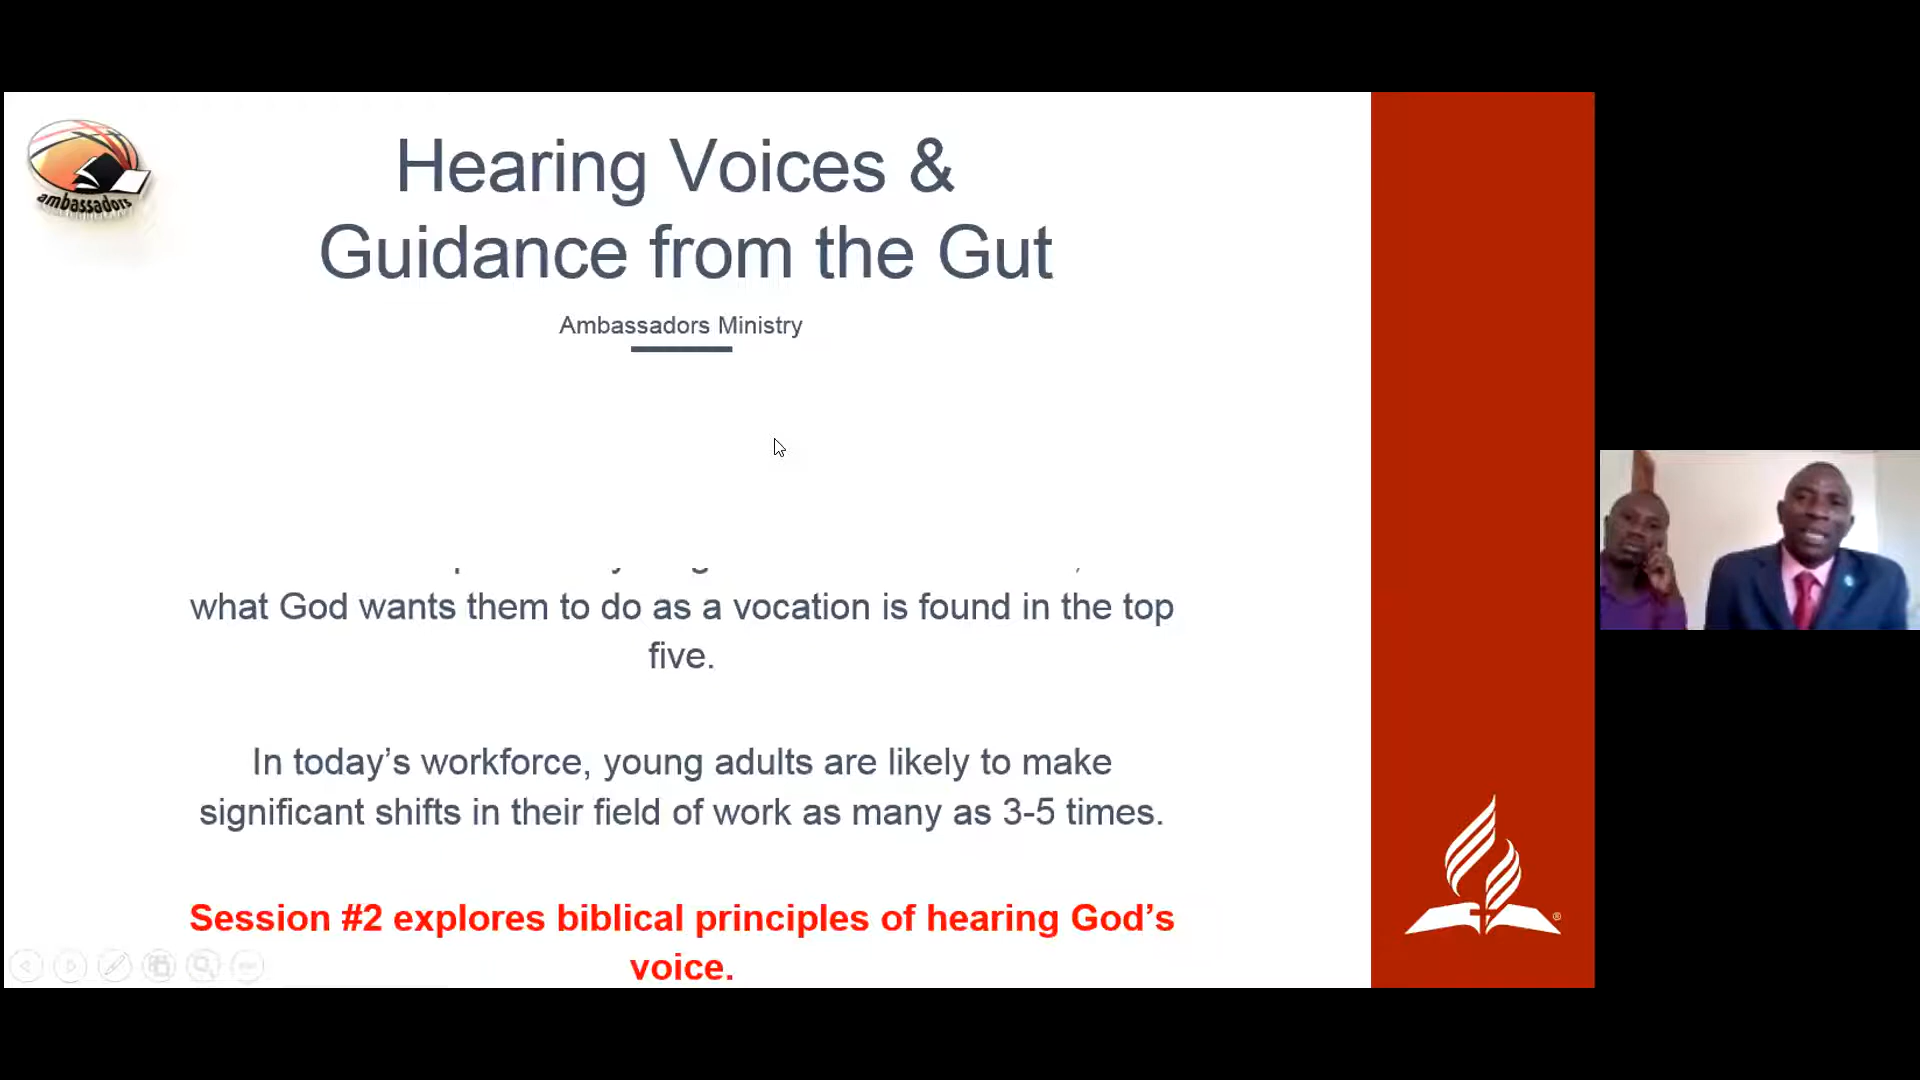 ambassadors
Hearing Voices &
Guidance from the Gut
Ambassadors Ministry
what God wants them to do as a vocation is found in the top
five.
In today’s workforce, young adults are likely to make
significant shifts in their field of work as many as 3-5 times.
Session #2 explores biblical principles of hearing God’s
voice.
®